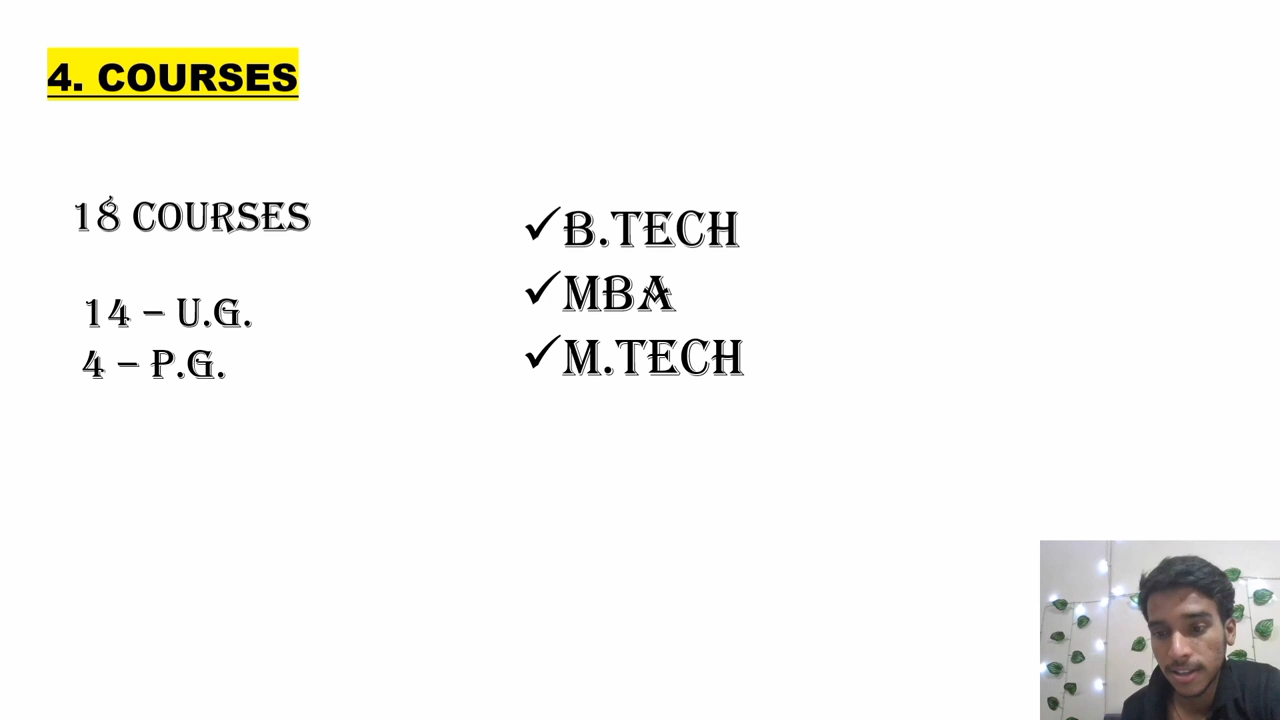 4. COURSES
18 COURSES
14 – U.G.
4 – P.G.
✓B.TECH
✓MBA
✓M.TECH